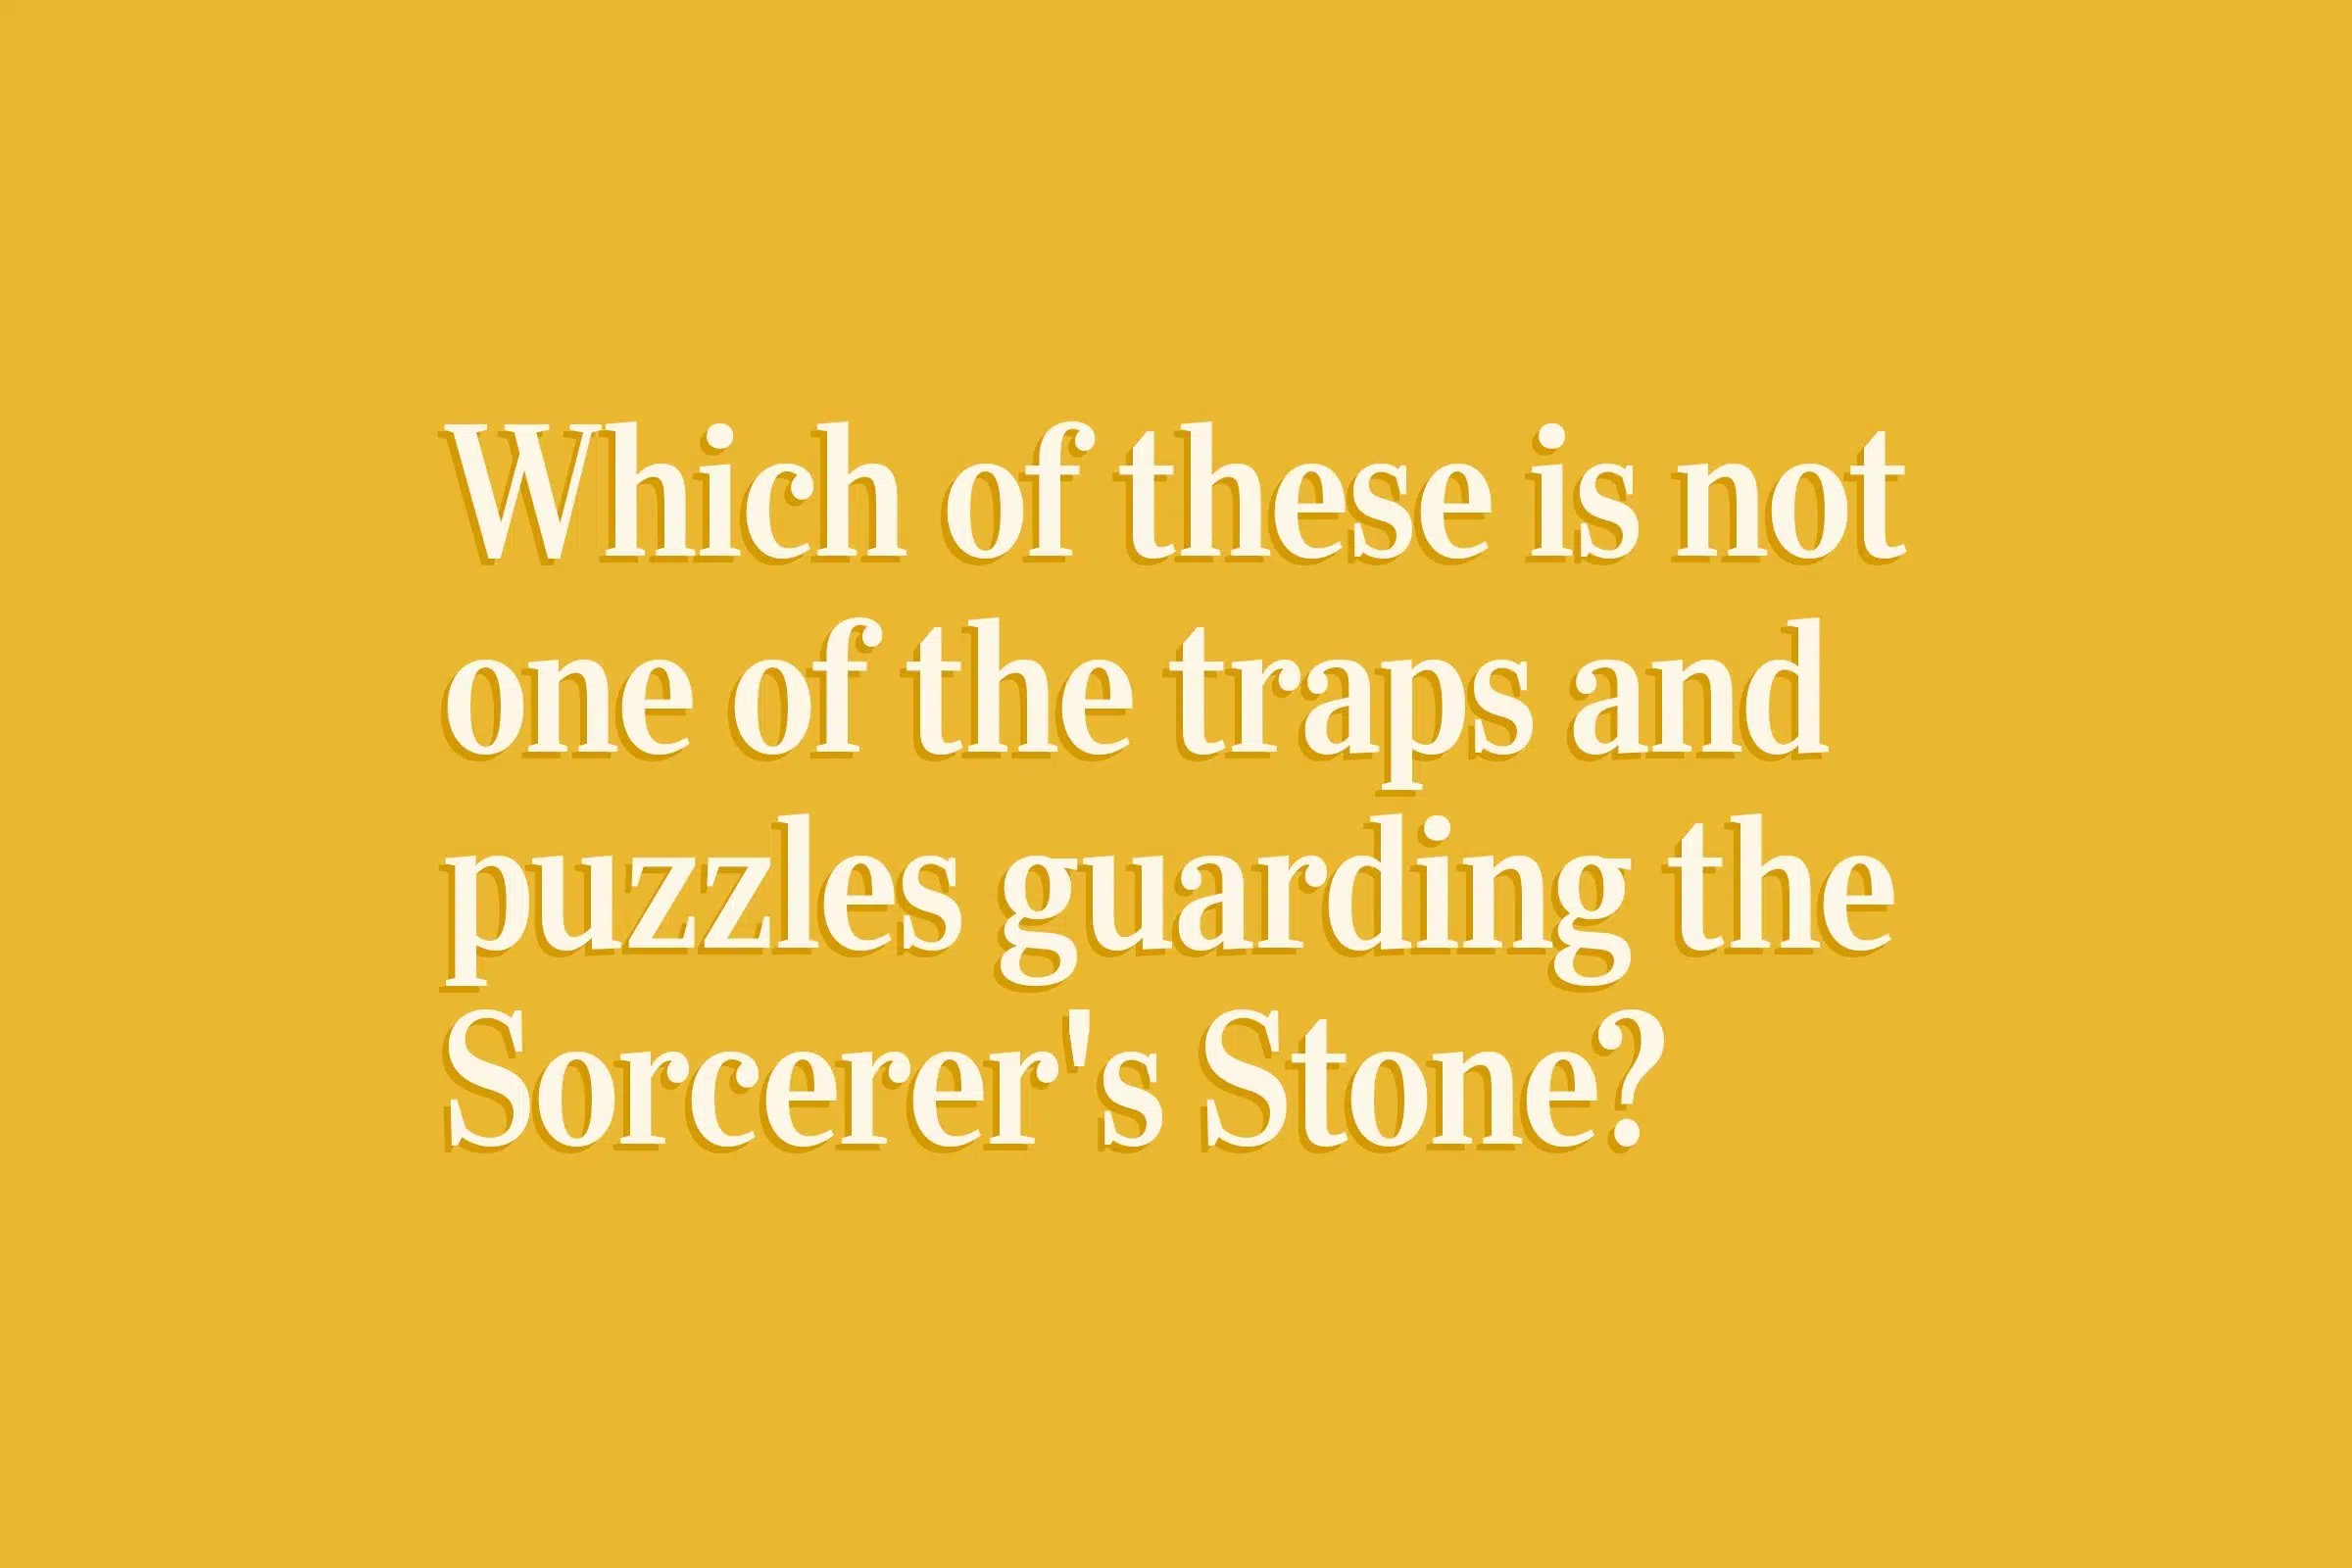 Which of these is not
one of the traps and
puzzles guarding the
Sorcerer's Stone?